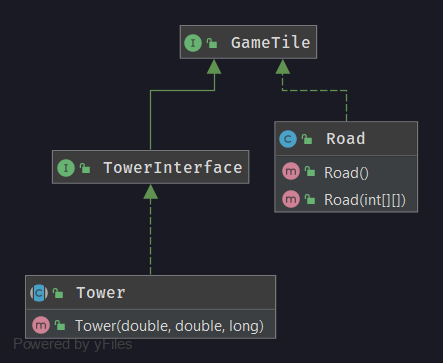 I GameTile
C Road
m Road()
m Road(int[][])
I TowerInterface
C Tower
m Tower(double, double, long)
Powered by yFiles